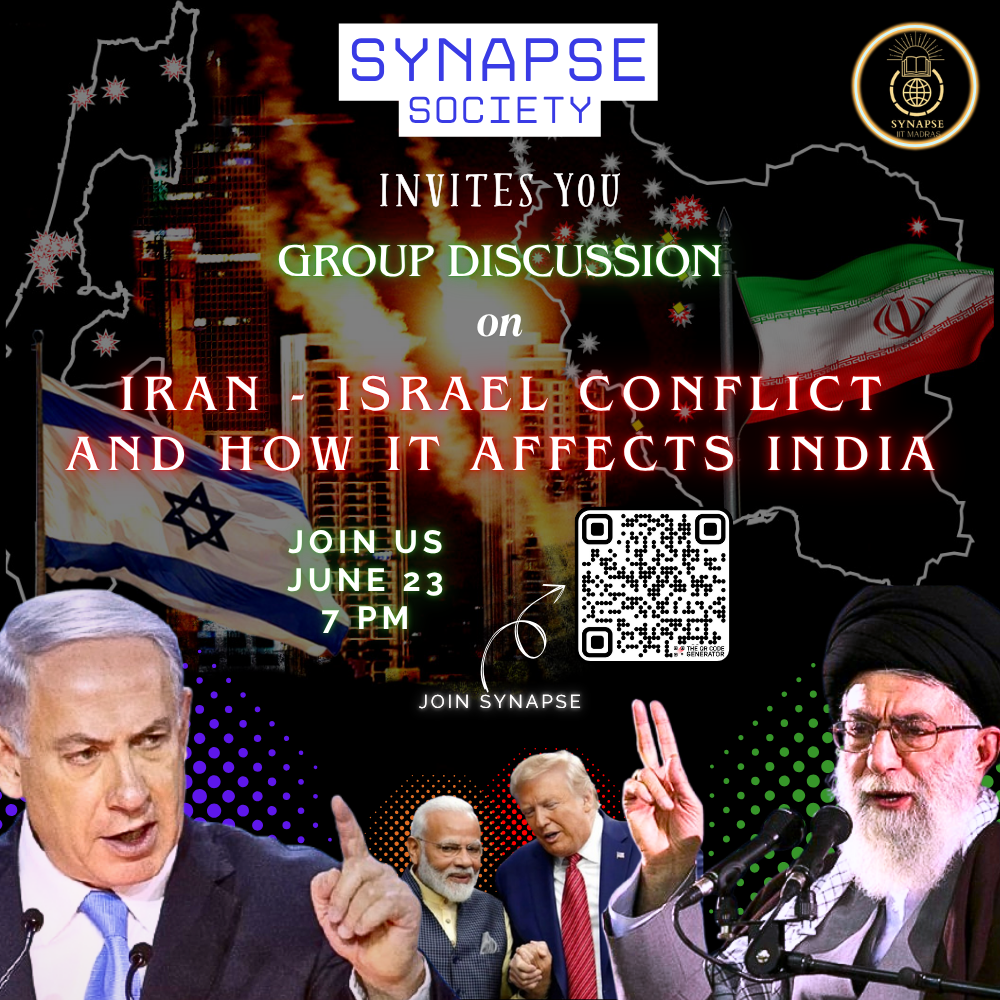 SYNAPSE
SOCIETY
SYNAPSE
IIT MADRAS
INVITES YOU
GROUP DISCUSSION
on
IRAN - ISRAEL CONFLICT
AND HOW IT AFFECTS INDIA
JOIN US
JUNE 23
7 PM
THE QR CODE
GENERATOR
JOIN SYNAPSE